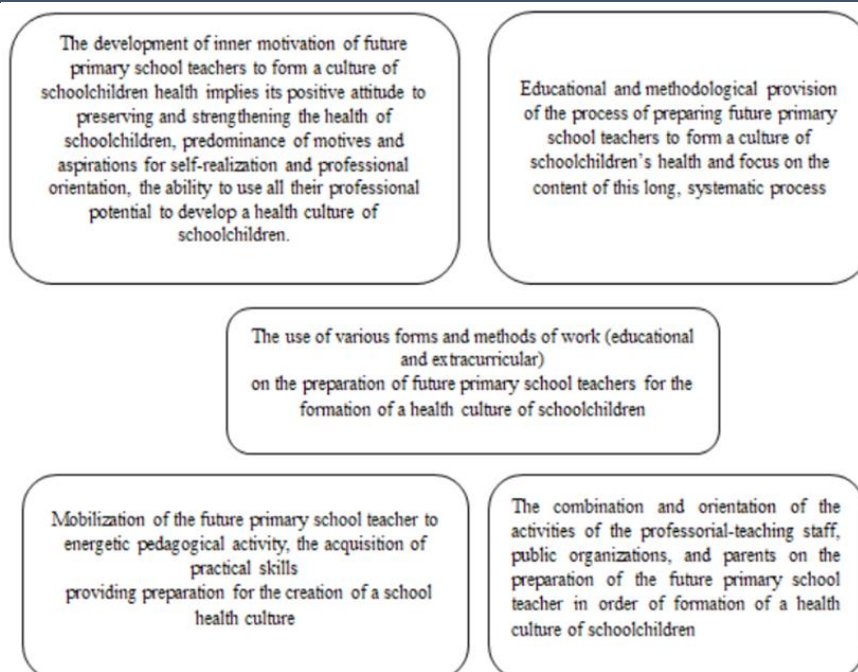 The development of inner motivation of future
primary school teachers to form a culture of
schoolchildren health implies its positive attitude to
preserving and strengthening the health of
schoolchildren, predominance of motives and
aspirations for self-realization and professional
orientation, the ability to use all their professional
potential to develop a health culture of
schoolchildren.
Educational and methodological provision
of the process of preparing future primary
school teachers to form a culture of
schoolchildren's health and focus on the
content of this long, systematic process
The use of various forms and methods of work (educational
and extracurricular)
on the preparation of future primary school teachers for the
formation of a health culture of schoolchildren
Mobilization of the future primary school teacher to
energetic pedagogical activity, the acquisition of
practical skills
providing preparation for the creation of a school
health culture
The combination and orientation of the
activities of the professorial-teaching staff,
public organizations, and parents on the
preparation of the future primary school
teacher in order of formation of a health
culture of schoolchildren